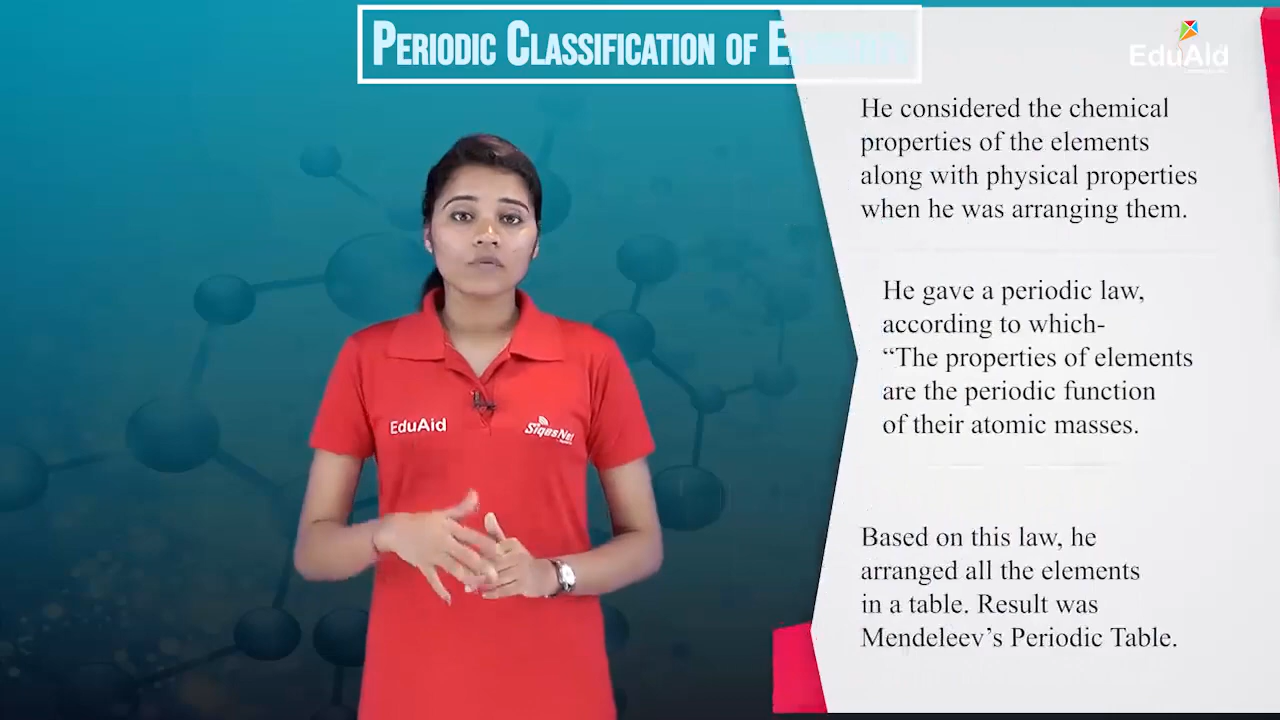 PERIODIC CLASSIFICATION OF
EduAid
He considered the chemical
properties of the elements
along with physical properties
when he was arranging them.
He gave a periodic law,
according to which-
“The properties of elements
are the periodic function
of their atomic masses.
Based on this law, he
arranged all the elements
in a table. Result was
Mendeleev’s Periodic Table.
EduAid
SiqesNet